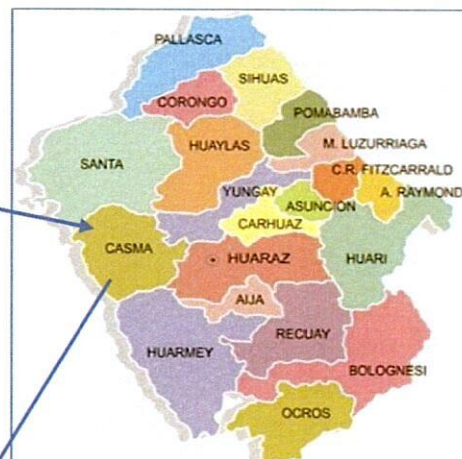 PALLASCA
SIHUAS
CORONGO
POMABAMBA
HUAYLAS
M. LUZURRIAGA
SANTA
C.R. FITZCARRALD
YUNGAY
A. RAYMOND
ASUNCION
CARHUAZ
CASMA
HUARAZ
HUARI
AIJA
RECUAY
HUARMEY
BOLOGNESI
OCROS